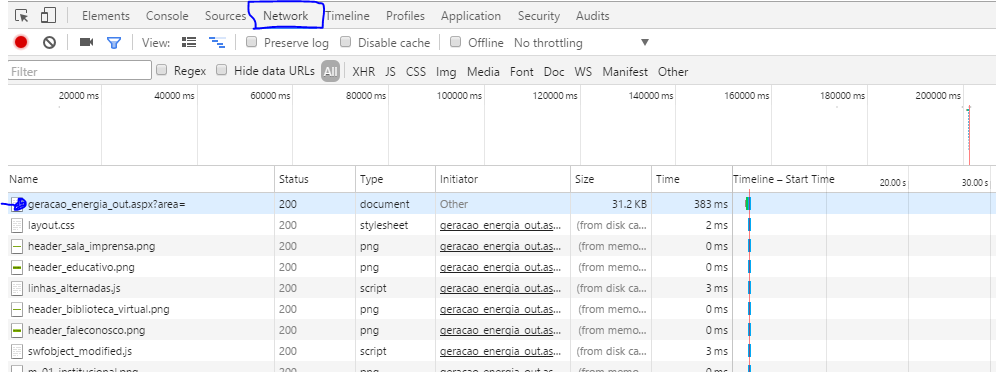 Elements Console Sources Network Timeline Profiles Application Security Audits
View: Preserve log Disable cache Offline No throttling
Filter Regex Hide data URLs All XHR JS CSS Img Media Font Doc WS Manifest Other
20000 ms 40000 ms 60000 ms 80000 ms 100000 ms 120000 ms 140000 ms 160000 ms 180000 ms 200000 ms
Name Status Type Initiator Size Time Timeline – Start Time 20.00 s 30.00 s
geracao_energia_out.aspx?area= 200 document Other 31.2 KB 383 ms
layout.css 200 stylesheet geracao_energia_out.as... (from disk ca... 2 ms
header_sala_imprensa.png 200 png geracao_energia_out.as... (from memo... 0 ms
header_educativo.png 200 png geracao_energia_out.as... (from memo... 0 ms
linhas_alternadas.js 200 script geracao_energia_out.as... (from disk ca... 3 ms
header_biblioteca_virtual.png 200 png geracao_energia_out.as... (from memo... 0 ms
header_faleconosco.png 200 png geracao_energia_out.as... (from memo... 0 ms
swfobject_modified.js 200 script geracao_energia_out.as... (from disk ca... 3 ms
m_01_institucional.png 200 png geracao_energia_out.as... (from memo... 0 ms